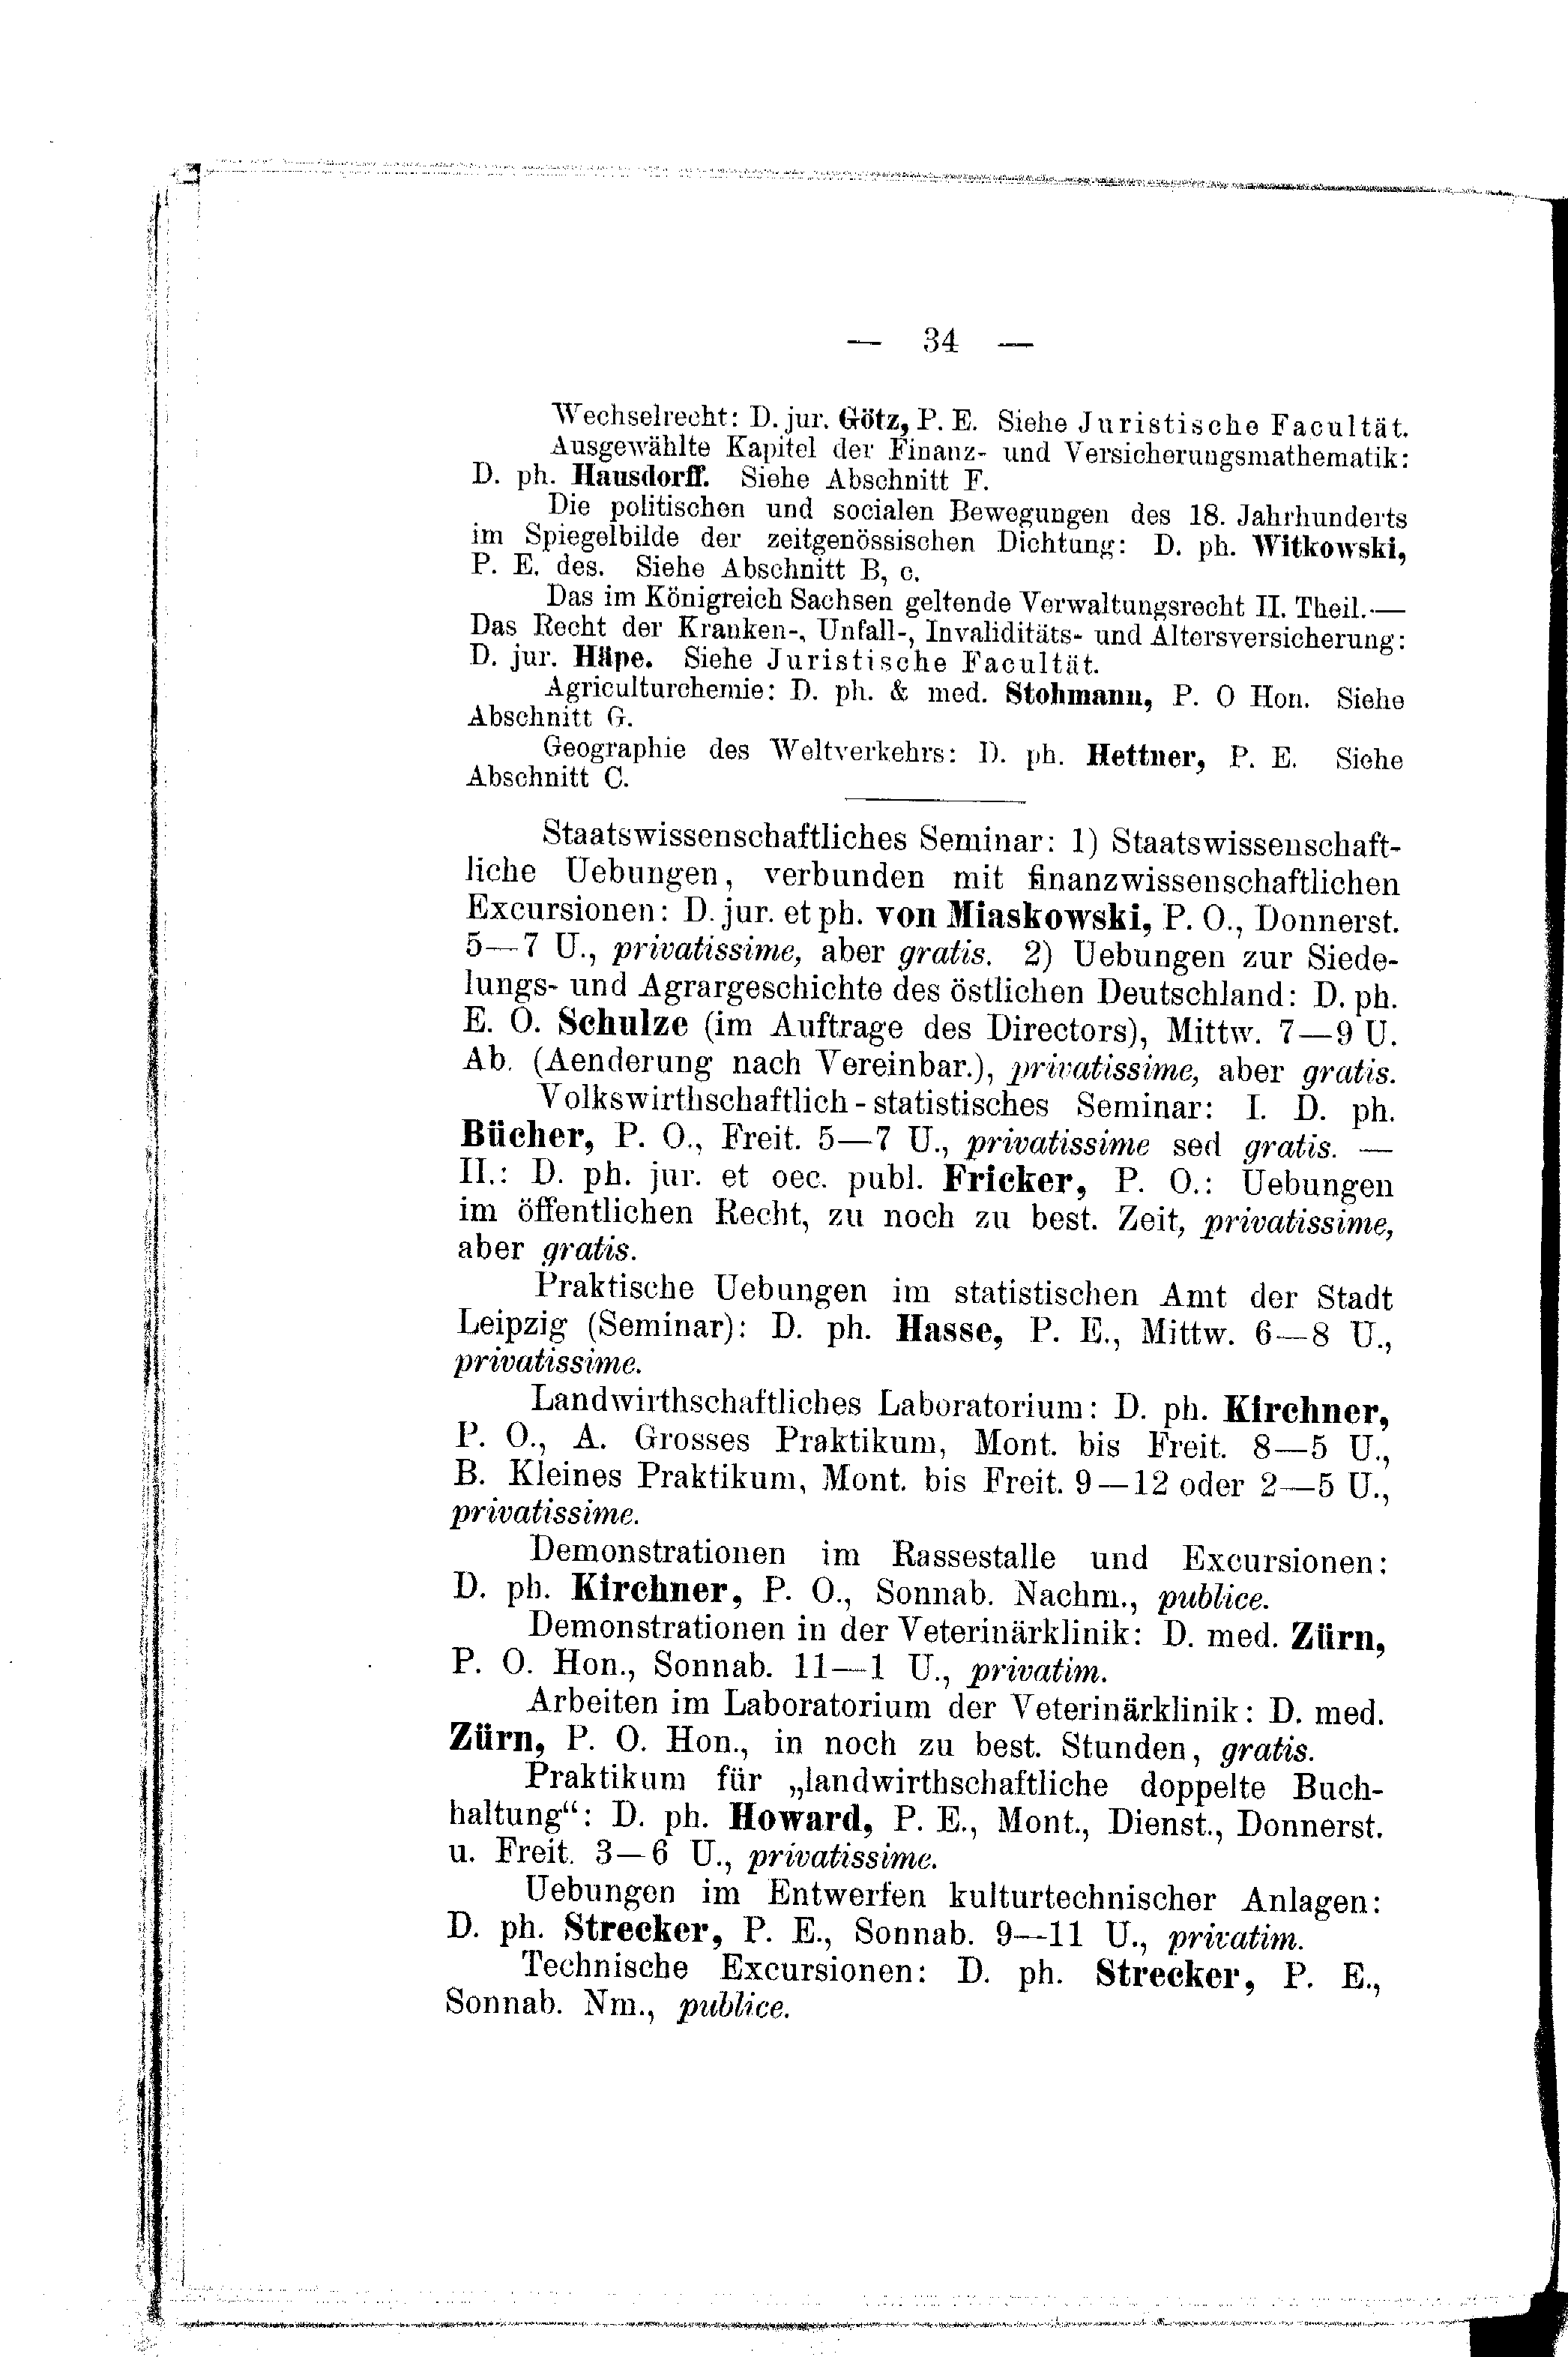 — 34 —
Wechselrecht: D. jur. Götz, P. E. Siehe Juristische Facultät.
Ausgewählte Kapitel der Finanz- und Versicherungsmathematik:
D. ph. Hausdorff. Siehe Abschnitt F.
Die politischen und socialen Bewegungen des 18. Jahrhunderts
im Spiegelbilde der zeitgenössischen Dichtung: D. ph. Witkowski,
P. E. des. Siehe Abschnitt B, c.
Das im Königreich Sachsen geltende Verwaltungsrecht II. Theil.—
Das Recht der Kranken-, Unfall-, Invaliditäts- und Altersversicherung:
D. jur. Häpe. Siehe Juristische Facultät.
Agriculturchemie: D. ph. & med. Stohmann, P. O Hon. Siehe
Abschnitt G.
Geographie des Weltverkehrs: D. ph. Hettner, P. E. Siehe
Abschnitt C.
Staatswissenschaftliches Seminar: 1) Staatswissenschaft-
liche Uebungen, verbunden mit finanzwissenschaftlichen
Excursionen: D. jur. et ph. von Miaskowski, P. O., Donnerst.
5—7 U., privatissime, aber gratis. 2) Uebungen zur Siede-
lungs- und Agrargeschichte des östlichen Deutschland: D. ph.
E. O. Schulze (im Auftrage des Directors), Mittw. 7—9 U.
Ab. (Aenderung nach Vereinbar.), privatissime, aber gratis.
Volkswirthschaftlich-statistisches Seminar: I. D. ph.
Bücher, P. O., Freit. 5—7 U., privatissime sed gratis. —
II.: D. ph. jur. et oec. publ. Fricker, P. O.: Uebungen
im öffentlichen Recht, zu noch zu best. Zeit, privatissime,
aber gratis.
Praktische Uebungen im statistischen Amt der Stadt
Leipzig (Seminar): D. ph. Hasse, P. E., Mittw. 6—8 U.,
privatissime.
Landwirthschaftliches Laboratorium: D. ph. Kirchner,
P. O., A. Grosses Praktikum, Mont. bis Freit. 8—5 U.,
B. Kleines Praktikum, Mont. bis Freit. 9—12 oder 2—5 U.,
privatissime.
Demonstrationen im Rassestalle und Excursionen:
D. ph. Kirchner, P. O., Sonnab. Nachm., publice.
Demonstrationen in der Veterinärklinik: D. med. Zürn,
P. O. Hon., Sonnab. 11—1 U., privatim.
Arbeiten im Laboratorium der Veterinärklinik: D. med.
Zürn, P. O. Hon., in noch zu best. Stunden, gratis.
Praktikum für „landwirthschaftliche doppelte Buch-
haltung“: D. ph. Howard, P. E., Mont., Dienst., Donnerst.
u. Freit. 3—6 U., privatissime.
Uebungen im Entwerfen kulturtechnischer Anlagen:
D. ph. Strecker, P. E., Sonnab. 9—11 U., privatim.
Technische Excursionen: D. ph. Strecker, P. E.,
Sonnab. Nm., publice.